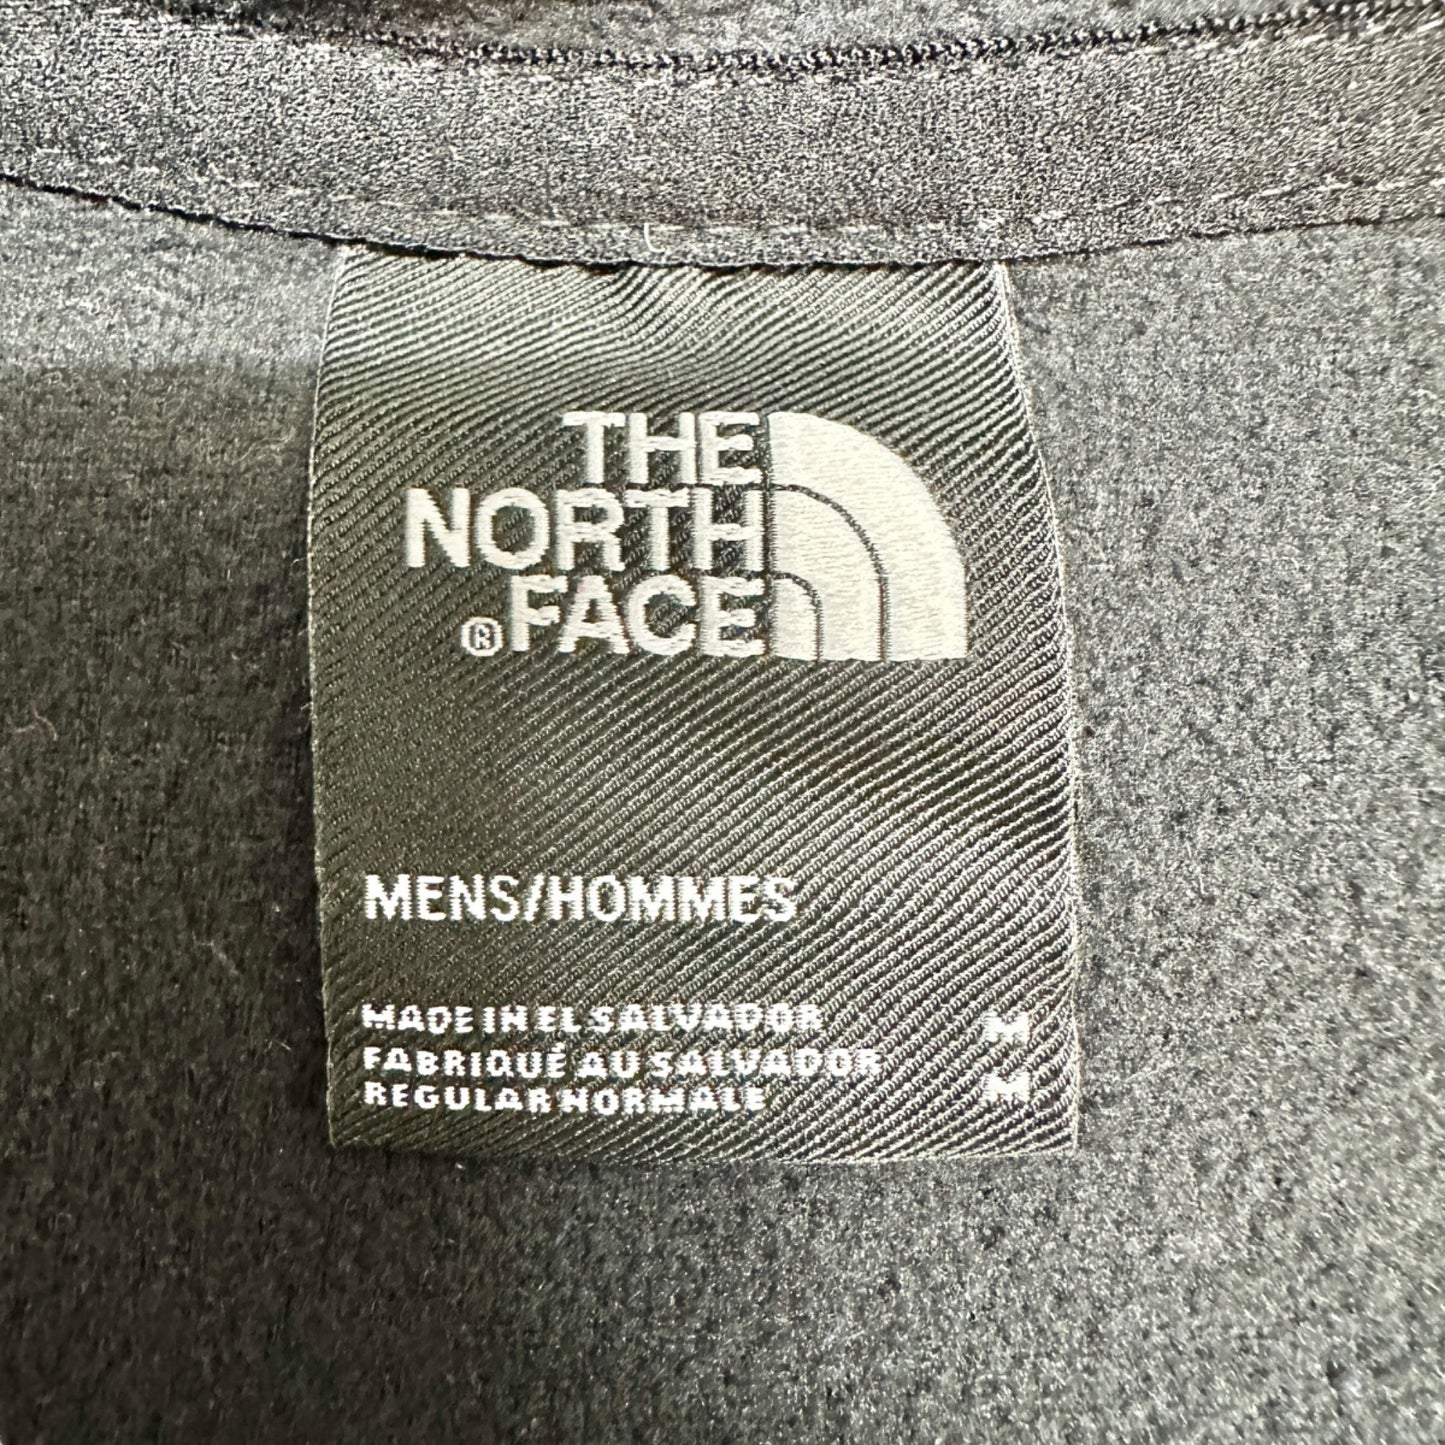 THE
NORTH
®FACE
MENS/HOMMES
MADE IN EL SALVADOR M
FABRIQUÉ AU SALVADOR M
REGULAR NORMALE